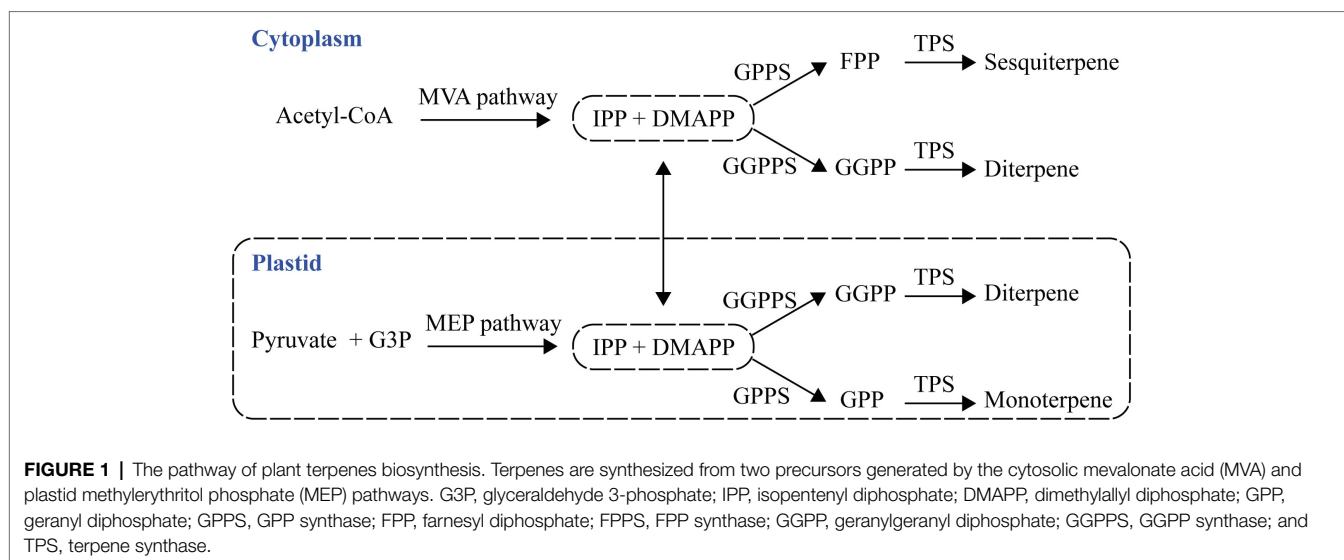 Cytoplasm
Acetyl-CoA
MVA pathway
IPP + DMAPP
GPPS
FPP
TPS
Sesquiterpene
GGPPS
GGPP
TPS
Diterpene
Plastid
Pyruvate + G3P
MEP pathway
IPP + DMAPP
GGPPS
GGPP
TPS
Diterpene
GPPS
GPP
TPS
Monoterpene
FIGURE 1 | The pathway of plant terpenes biosynthesis. Terpenes are synthesized from two precursors generated by the cytosolic mevalonate acid (MVA) and
plastid methylerythritol phosphate (MEP) pathways. G3P, glyceraldehyde 3-phosphate; IPP, isopentenyl diphosphate; DMAPP, dimethylallyl diphosphate; GPP,
geranyl diphosphate; GPPS, GPP synthase; FPP, farnesyl diphosphate; FPPS, FPP synthase; GGPP, geranylgeranyl diphosphate; GGPPS, GGPP synthase; and
TPS, terpene synthase.